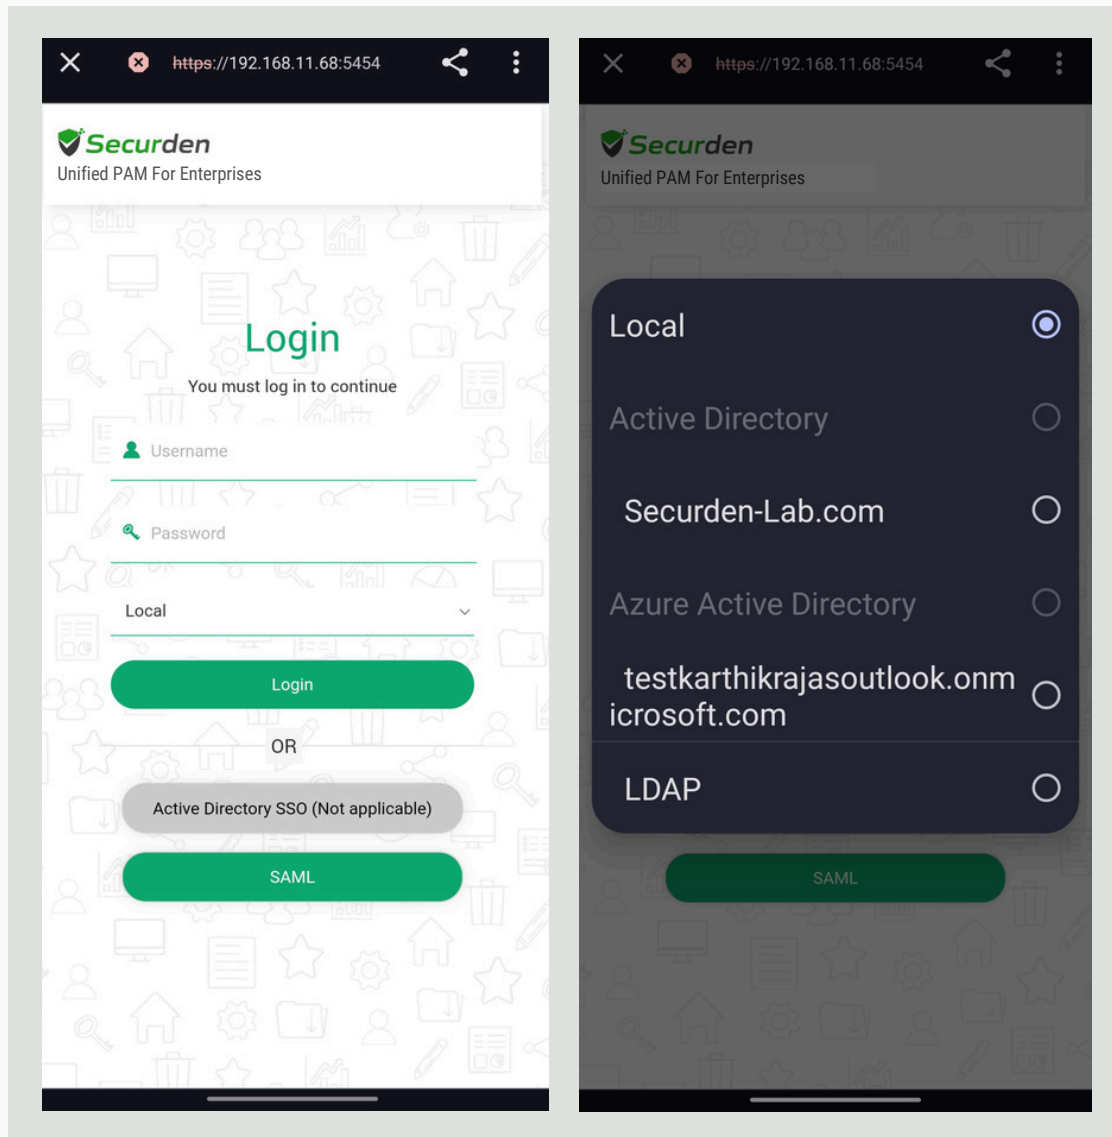 https://192.168.11.68:5454
Securden
Unified PAM For Enterprises
Login
You must log in to continue
Username
Password
Local
Login
OR
Active Directory SSO (Not applicable)
SAML
https://192.168.11.68:5454
Securden
Unified PAM For Enterprises
Local
Active Directory
Securden-Lab.com
Azure Active Directory
testkarthikrajasoutlook.onm
icrosoft.com
LDAP
SAML